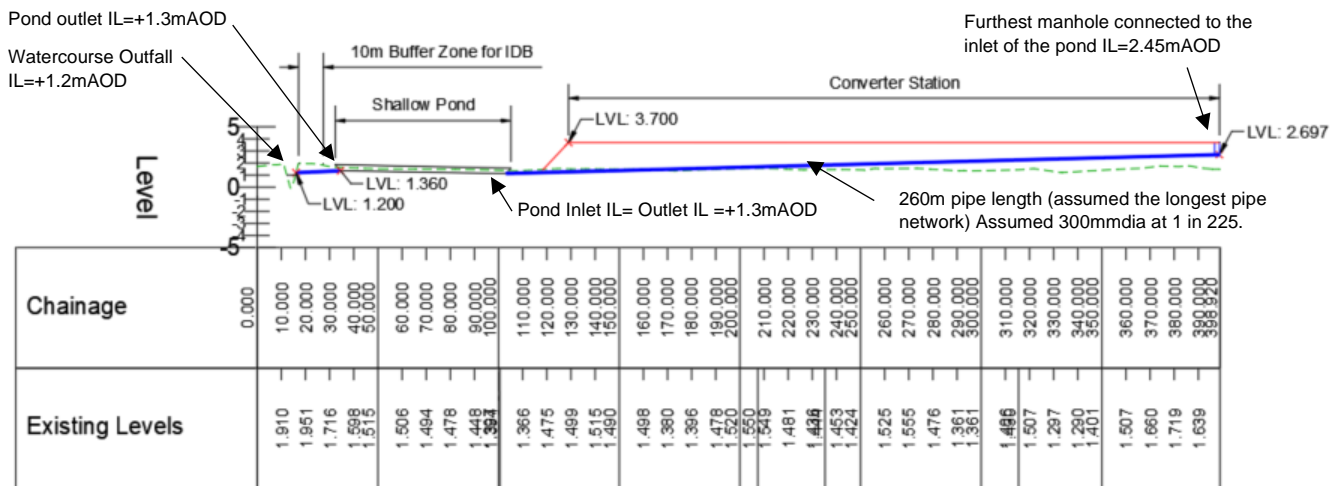 Pond outlet IL=+1.3mAOD
Furthest manhole connected to the
inlet of the pond IL=2.45mAOD
Watercourse Outfall
IL=+1.2mAOD
10m Buffer Zone for IDB
Converter Station
Shallow Pond
LVL: 3.700
LVL: 2.697
LVL: 1.360
LVL: 1.200
Pond Inlet IL= Outlet IL =+1.3mAOD
260m pipe length (assumed the longest pipe
network) Assumed 300mmdia at 1 in 225.
Level
5
4
3
2
1
0
-1
-2
-3
-4
-5
Chainage
0.000 10.000 20.000 30.000 40.000 50.000 60.000 70.000 80.000 90.000 100.000 110.000 120.000 130.000 140.000 150.000 160.000 170.000 180.000 190.000 200.000 210.000 220.000 230.000 240.000 250.000 260.000 270.000 280.000 290.000 300.000 310.000 320.000 330.000 340.000 350.000 360.000 370.000 380.000 390.000 398.920
Existing Levels
1.910 1.951 1.716 1.598 1.515 1.506 1.494 1.478 1.448 1.366 1.475 1.499 1.515 1.490 1.498 1.380 1.396 1.478 1.520 1.550 1.549 1.481 1.453 1.424 1.525 1.555 1.476 1.361 1.361 1.507 1.297 1.290 1.401 1.507 1.660 1.719 1.639